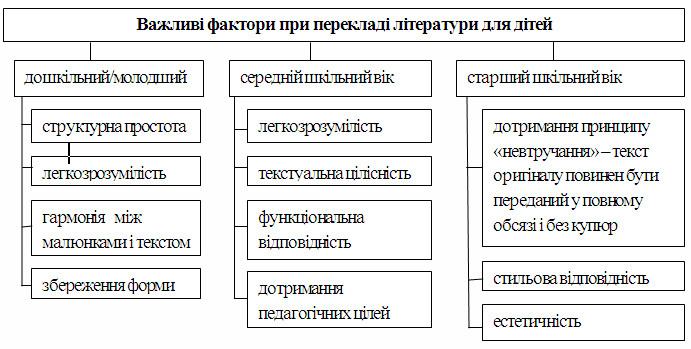 Важливі фактори при перекладі літератури для дітей
дошкільний/молодший
структурна простота
легкозрозумілість
гармонія між
малюнками і текстом
збереження форми
середній шкільний вік
легкозрозумілість
текстуальна цілісність
функціональна
відповідність
дотримання
педагогічних цілей
старший шкільний вік
дотримання принципу
«невтручання» – текст
оригіналу повинен бути
переданий у повному
обсязі і без купюр
стильова відповідність
естетичність